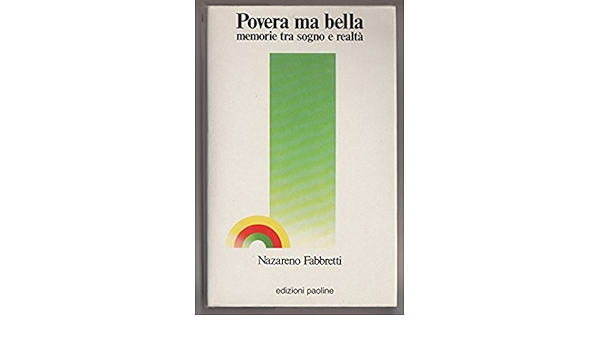 Povera ma bella
memorie tra sogno e realtà
Nazareno Fabbretti
edizioni paoline